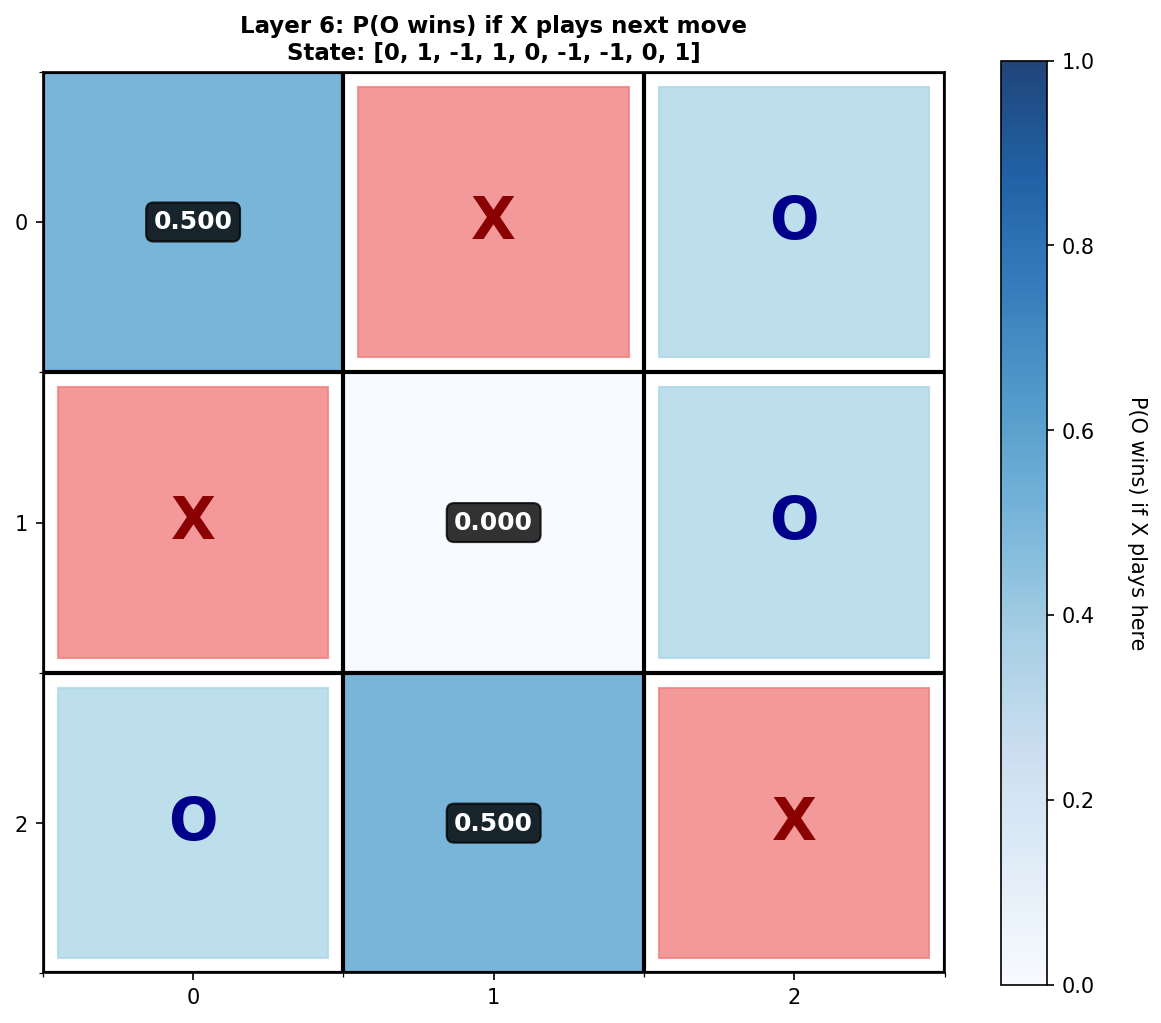 Layer 6: P(O wins) if X plays next move
State: [0, 1, -1, 1, 0, -1, -1, 0, 1]
0
0.500
X
O
1
X
0.000
O
2
O
0.500
X
0
1
2
1.0
0.8
0.6
0.4
0.2
0.0
P(O wins) if X plays here